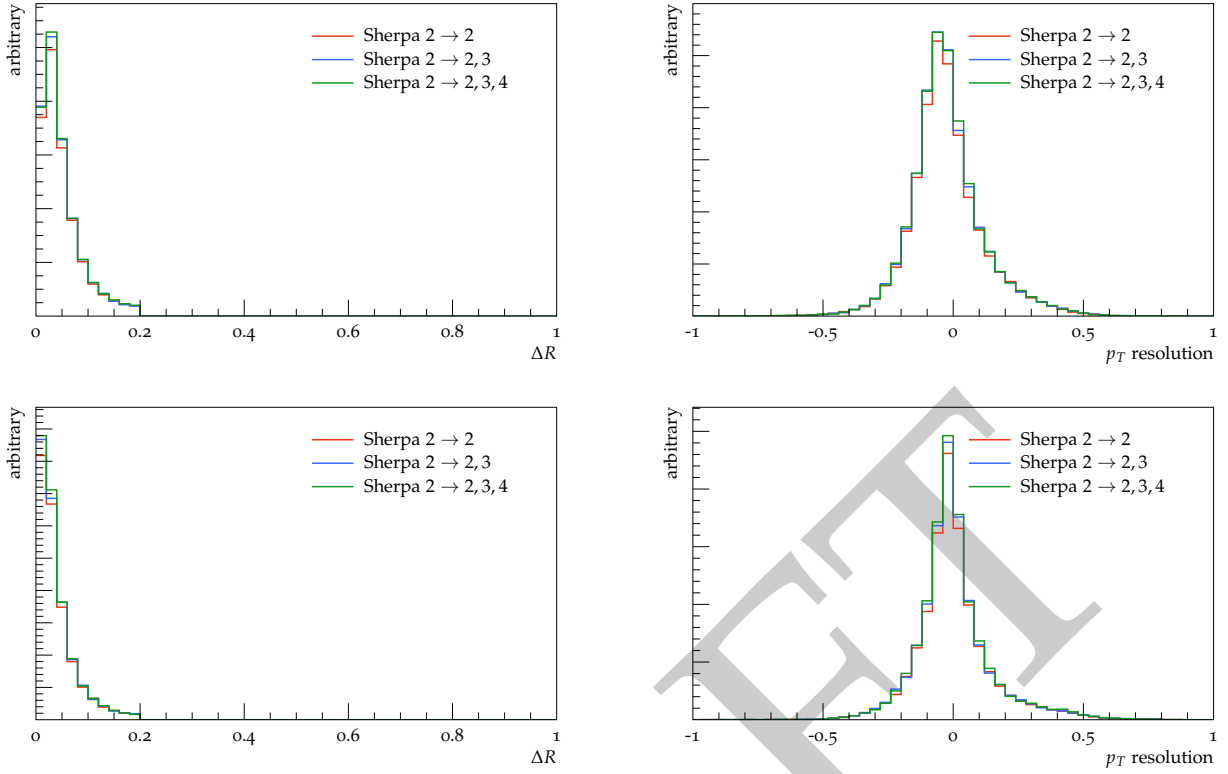 arbitrary
Sherpa 2 → 2
Sherpa 2 → 2, 3
Sherpa 2 → 2, 3, 4
0 0.2 0.4 0.6 0.8 1
ΔR
arbitrary
Sherpa 2 → 2
Sherpa 2 → 2, 3
Sherpa 2 → 2, 3, 4
-1 -0.5 0 0.5 1
p_T resolution
arbitrary
Sherpa 2 → 2
Sherpa 2 → 2, 3
Sherpa 2 → 2, 3, 4
0 0.2 0.4 0.6 0.8 1
ΔR
arbitrary
Sherpa 2 → 2
Sherpa 2 → 2, 3
Sherpa 2 → 2, 3, 4
-1 -0.5 0 0.5 1
p_T resolution
FT